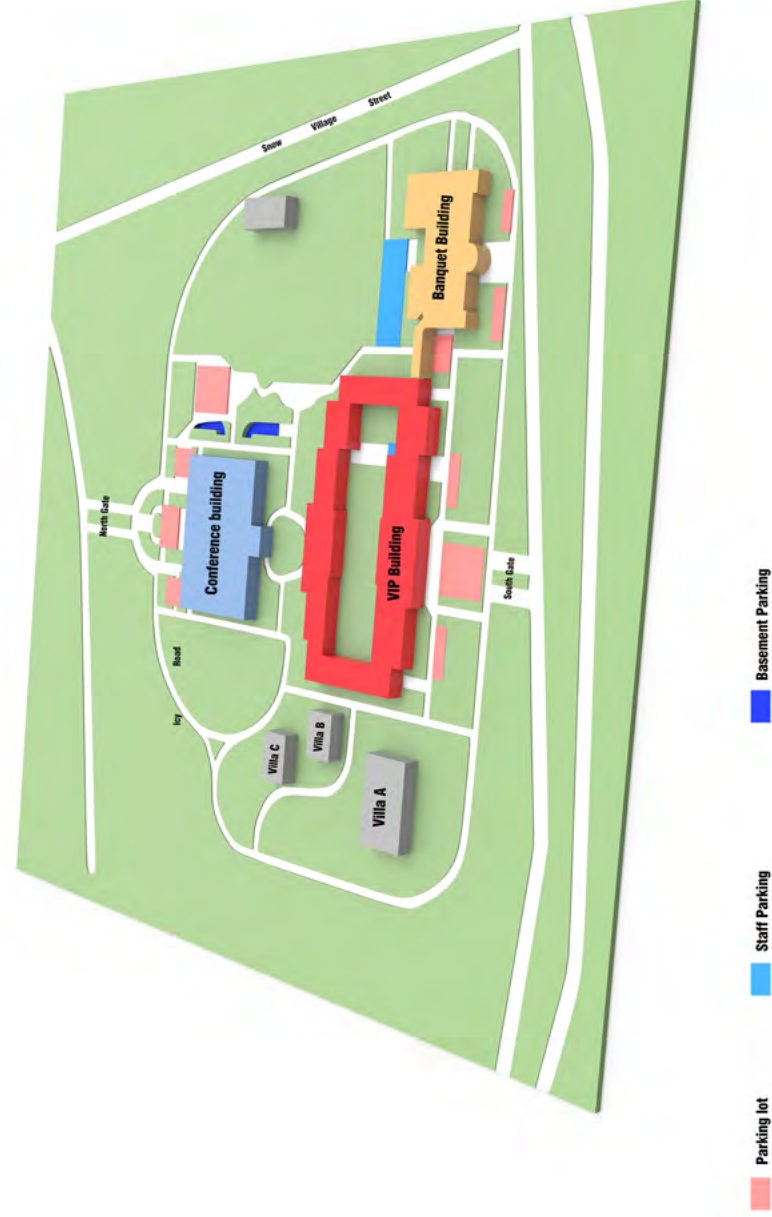 Snow Village Street
North Gate
Conference building
Icy Road
Banquet Building
VIP Building
South Gate
Villa C
Villa B
Villa A
Parking lot
Staff Parking
Basement Parking